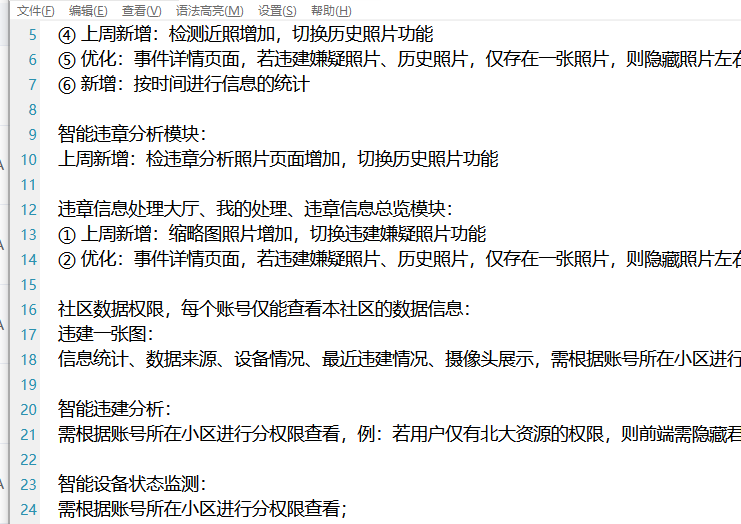 文件(F) 编辑(E) 查看(V) 语法高亮(M) 设置(S) 帮助(H)
5 ④ 上周新增：检测近照增加，切换历史照片功能
6 ⑤ 优化：事件详情页面，若违建嫌疑照片、历史照片，仅存在一张照片，则隐藏照片左右
7 ⑥ 新增：按时间进行信息的统计
8
9 智能违章分析模块：
10 上周新增：检违章分析照片页面增加，切换历史照片功能
11
12 违章信息处理大厅、我的处理、违章信息总览模块：
13 ① 上周新增：缩略图照片增加，切换违建嫌疑照片功能
14 ② 优化：事件详情页面，若违建嫌疑照片、历史照片，仅存在一张照片，则隐藏照片左右
15
16 社区数据权限，每个账号仅能查看本社区的数据信息：
17 违建一张图：
18 信息统计、数据来源、设备情况、最近违建情况、摄像头展示，需根据账号所在小区进行
19
20 智能违建分析：
21 需根据账号所在小区进行分权限查看，例：若用户仅有北大资源的权限，则前端需隐藏君
22
23 智能设备状态监测：
24 需根据账号所在小区进行分权限查看；